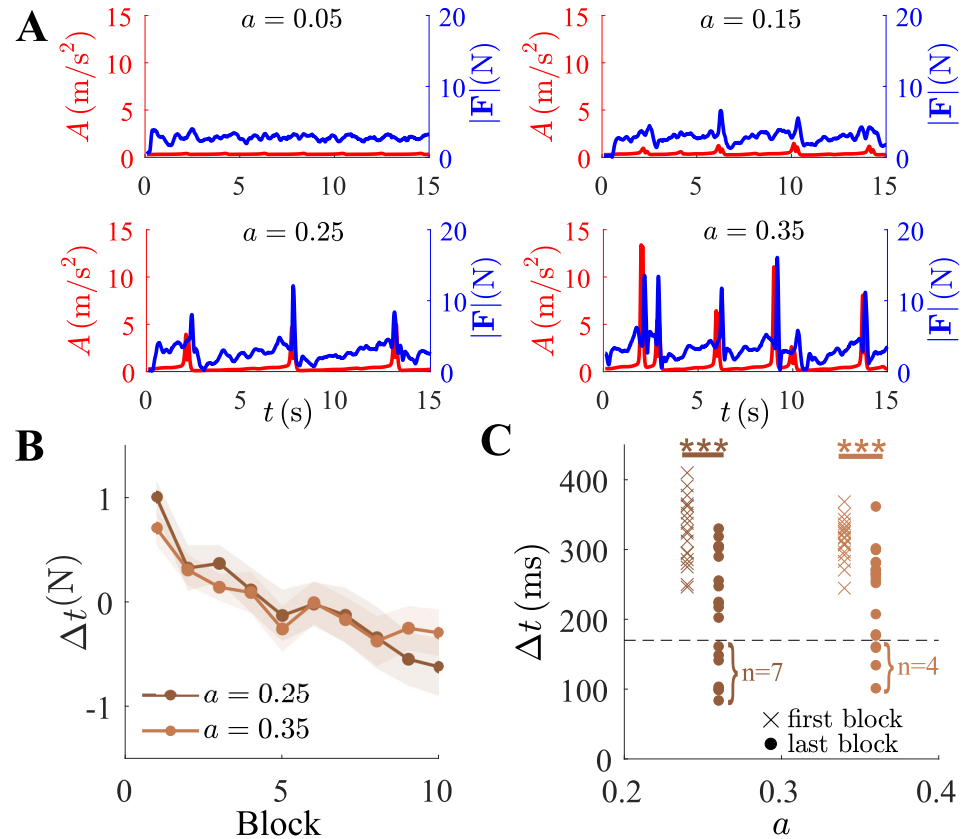 A
a = 0.05
a = 0.15
A (m/s²)
15
10
5
0
|F|(N)
20
10
0
0 5 10 15
A (m/s²)
15
10
5
0
|F|(N)
20
10
0
0 5 10 15
a = 0.25
a = 0.35
A (m/s²)
15
10
5
0
|F|(N)
20
10
0
0 5 10 15
t (s)
A (m/s²)
15
10
5
0
|F|(N)
20
10
0
0 5 10 15
t (s)
B
Δt(N)
1
0
-1
a = 0.25
a = 0.35
0 5 10
Block
C
*** ***
Δt (ms)
400
300
200
100
0
n=7
n=4
× first block
● last block
0.2 0.3 0.4
a